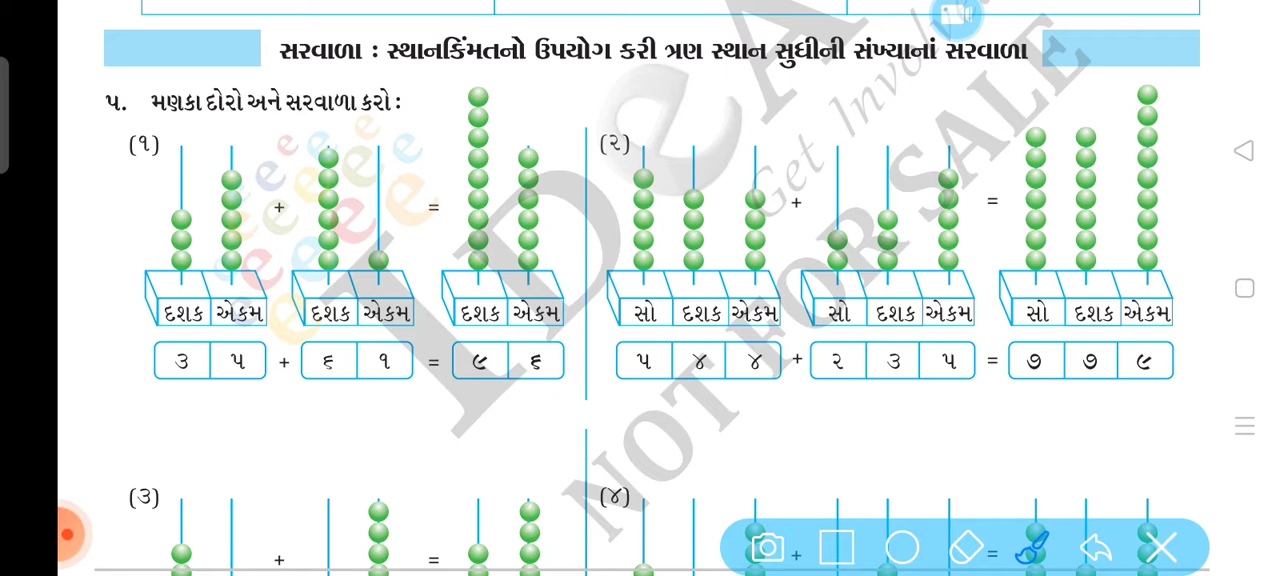 સરવાળા : સ્થાનકિંમતનો ઉપયોગ કરી ત્રણ સ્થાન સુધીની સંખ્યાનાં સરવાળા
૫. મણકા દોરો અને સરવાળા કરો :
(૧) + =
દશક એકમ દશક એકમ દશક એકમ
૩ ૫ + ૬ ૧ = ૯ ૬
(૨) + =
સો દશક એકમ સો દશક એકમ સો દશક એકમ
૫ ૪ ૪ + ૨ ૩ ૫ = ૭ ૭ ૯
(૩) + =
(૪) + =
IDeA
Get Involve
NOT FOR SALE